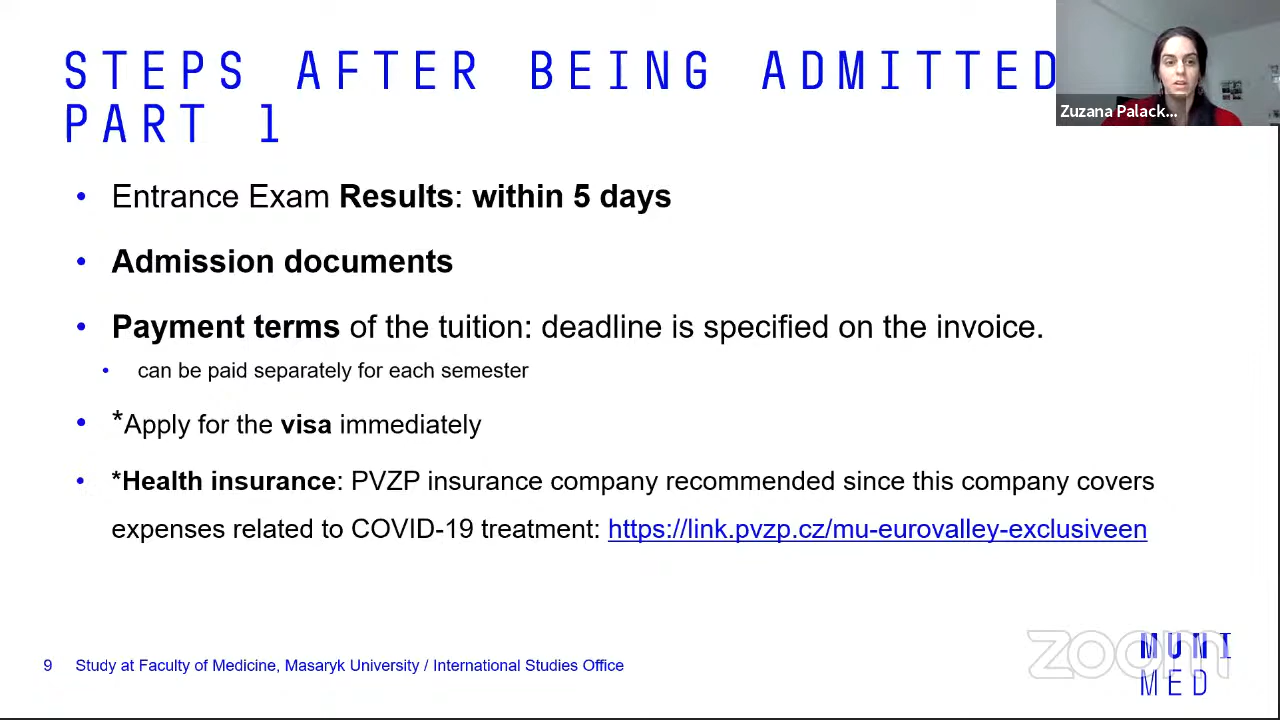 STEPS AFTER BEING ADMITTED
PART 1
Zuzana Palack...
• Entrance Exam Results: within 5 days
• Admission documents
• Payment terms of the tuition: deadline is specified on the invoice.
• can be paid separately for each semester
• *Apply for the visa immediately
• *Health insurance: PVZP insurance company recommended since this company covers
expenses related to COVID-19 treatment: https://link.pvzp.cz/mu-eurovalley-exclusiveen
9 Study at Faculty of Medicine, Masaryk University / International Studies Office
zoom
MUNI
MED